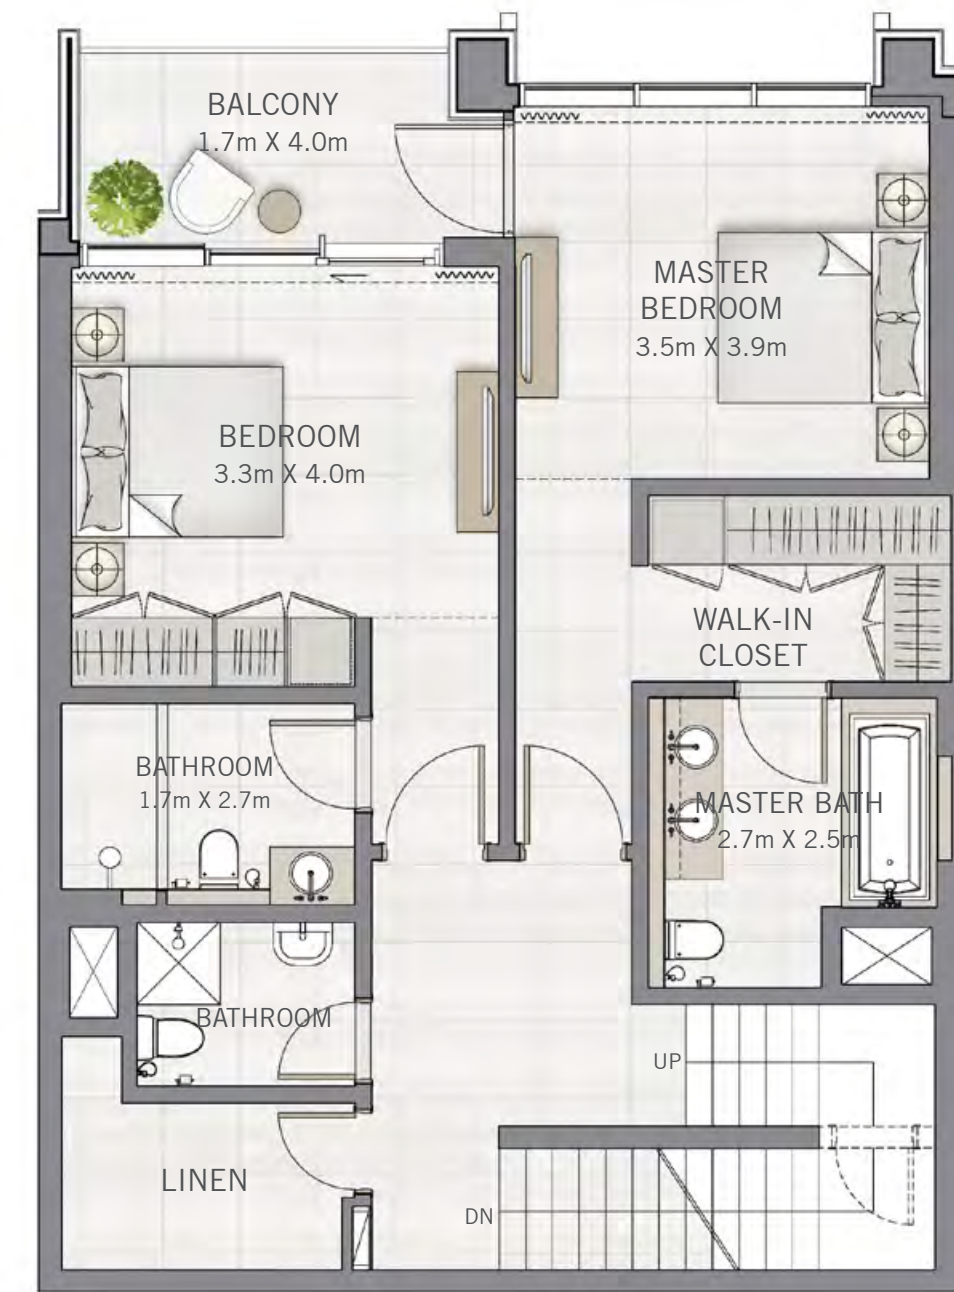 BALCONY
1.7m X 4.0m
MASTER
BEDROOM
3.5m X 3.9m
BEDROOM
3.3m X 4.0m
WALK-IN
CLOSET
BATHROOM
1.7m X 2.7m
MASTER BATH
2.7m X 2.5m
BATHROOM
UP
LINEN
DN